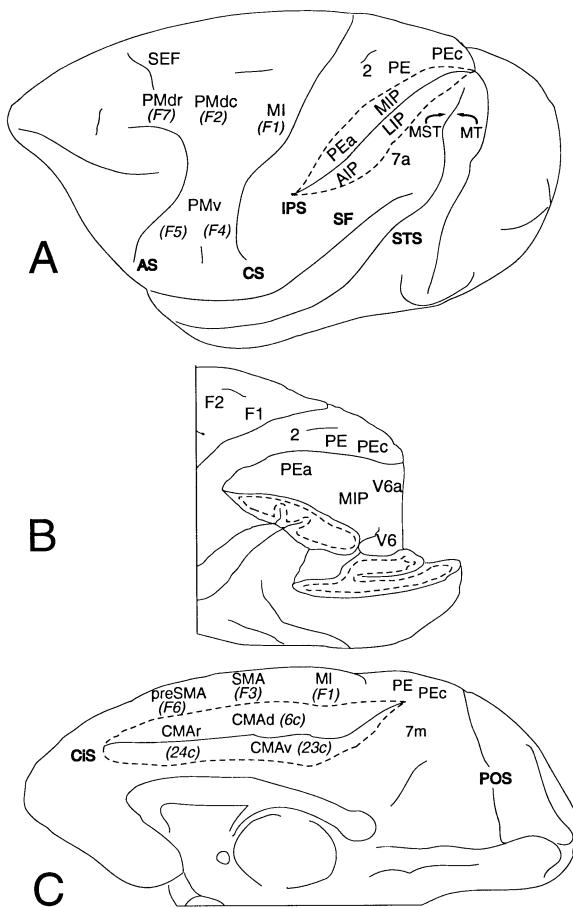 PEc
2 PE
SEF
MIP
PMdr PMdc MI
(F7) (F2) (F1)
LIP
MST MT
PEa
AIP 7a
PMv IPS
SF
(F5) (F4)
STS
A
AS CS
F2
F1
2 PE PEc
PEa
V6a
MIP
B
V6
SMA MI
preSMA (F3) (F1) PE
(F6) PEc
CMAd (6c)
CMAr 7m
CiS (24c) CMAv (23c)
POS
C